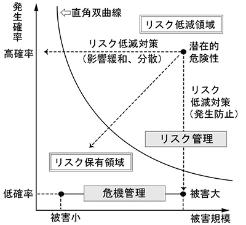 発生確率
⇦直角双曲線
リスク低減領域
高確率
リスク低減対策
(影響緩和、分散)
潜在的
危険性
リスク
低減対策
(発生防止)
リスク管理
リスク保有領域
低確率
危機管理
被害小
被害大
被害規模